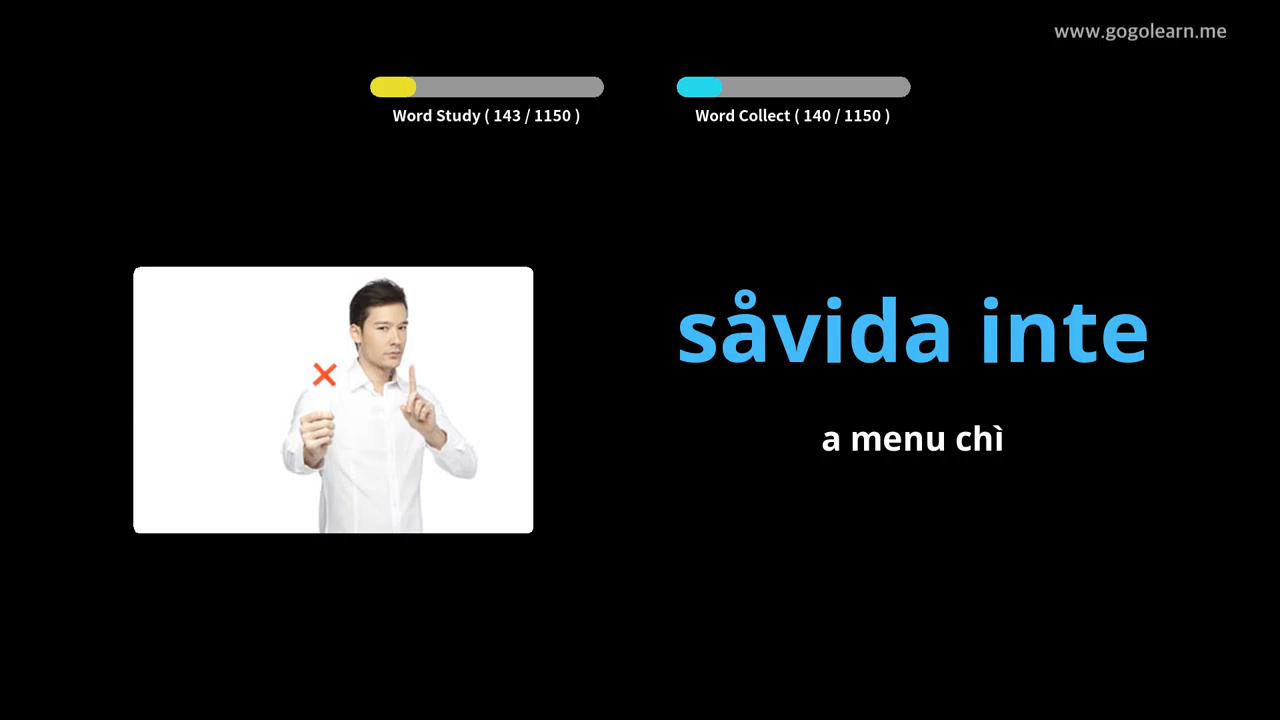 www.gogolearn.me
Word Study ( 143 / 1150 )
Word Collect ( 140 / 1150 )
såvida inte
a menu chì